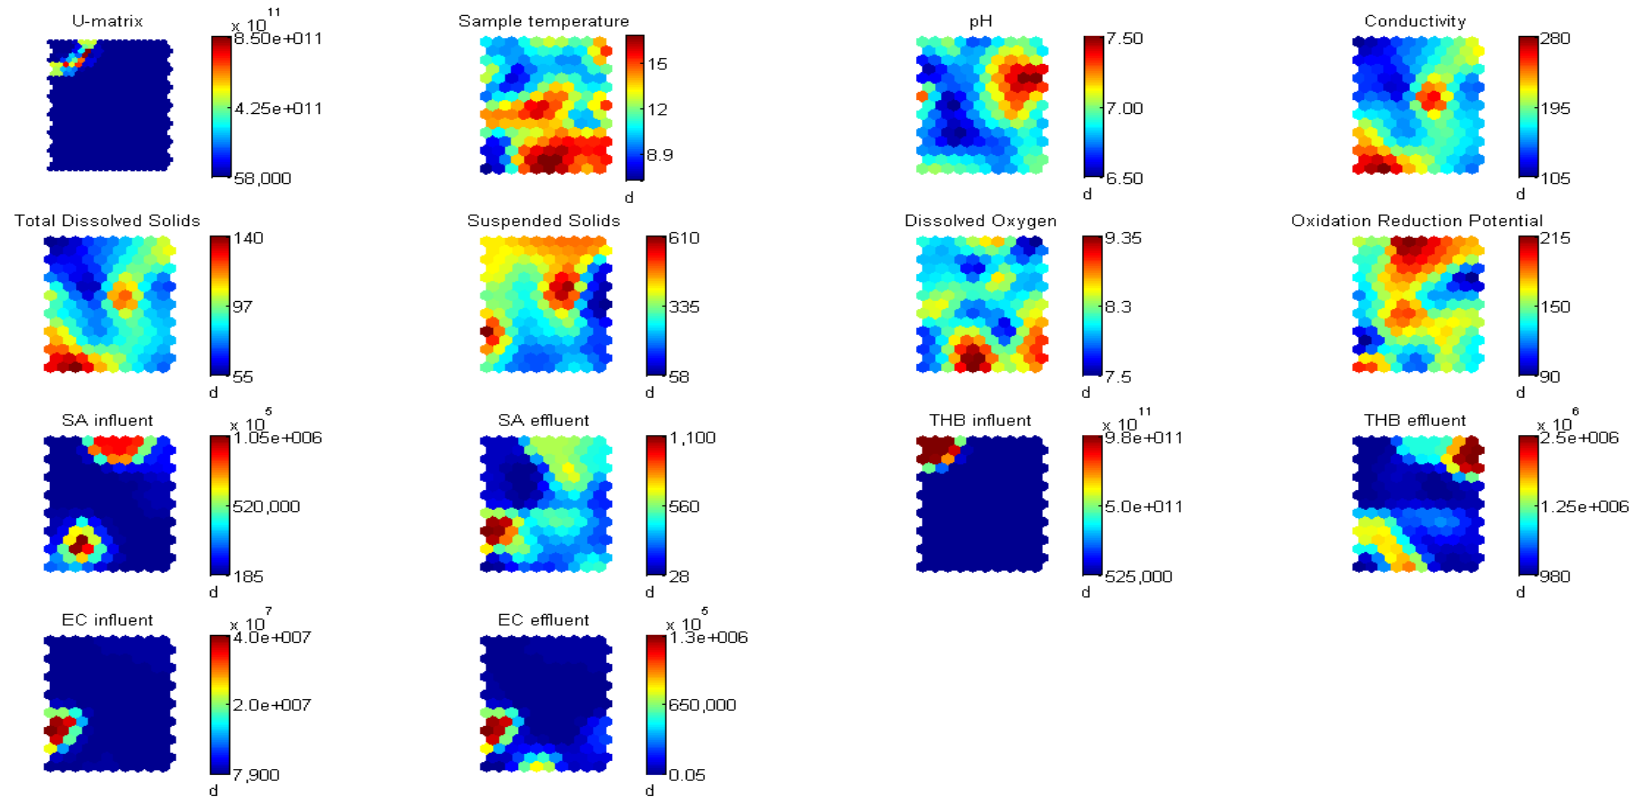 U-matrix
x 10^11
8.50e+011
4.25e+011
58,000
Sample temperature
15
12
8.9
d
pH
7.50
7.00
6.50
d
Conductivity
280
195
105
d
Total Dissolved Solids
140
97
55
d
Suspended Solids
610
335
58
d
Dissolved Oxygen
9.35
8.3
7.5
d
Oxidation Reduction Potential
215
150
90
d
SA influent
x 10^5
1.05e+006
520,000
185
d
SA effluent
1,100
560
28
d
THB influent
x 10^11
9.8e+011
5.0e+011
525,000
d
THB effluent
x 10^6
2.5e+006
1.25e+006
980
d
EC influent
x 10^7
4.0e+007
2.0e+007
7,900
d
EC effluent
x 10^5
1.3e+006
650,000
0.05
d